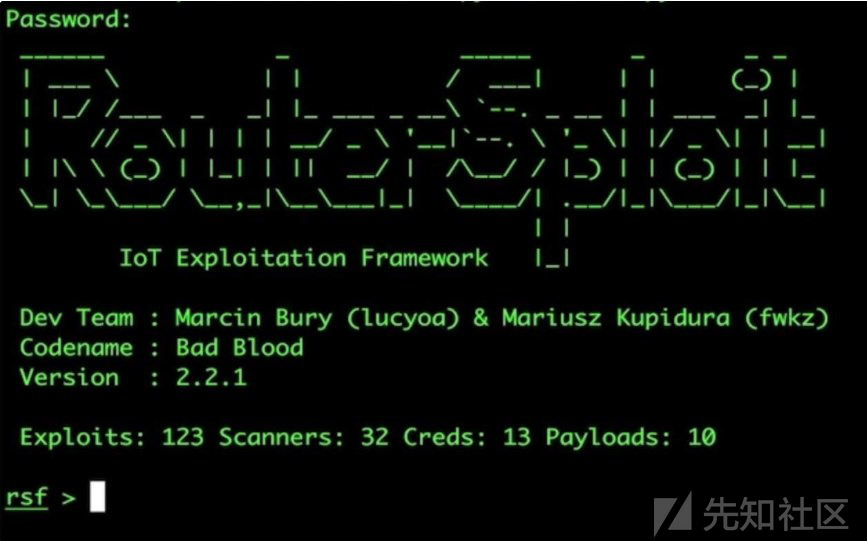 Password:
RouterSploit
IoT Exploitation Framework
Dev Team : Marcin Bury (lucyoa) & Mariusz Kupidura (fwkz)
Codename : Bad Blood
Version : 2.2.1
Exploits: 123 Scanners: 32 Creds: 13 Payloads: 10
rsf >
先知社区